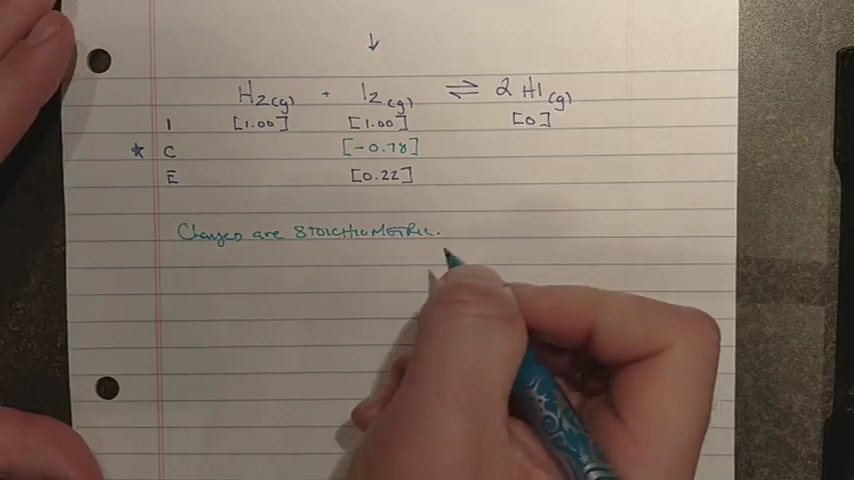 ↓
H2(g) + I2(g) ⇌ 2 HI(g)
I [1.00] [1.00] [0]
★ C [-0.78]
E [0.22]
Changes are STOICHIOMETRIC.